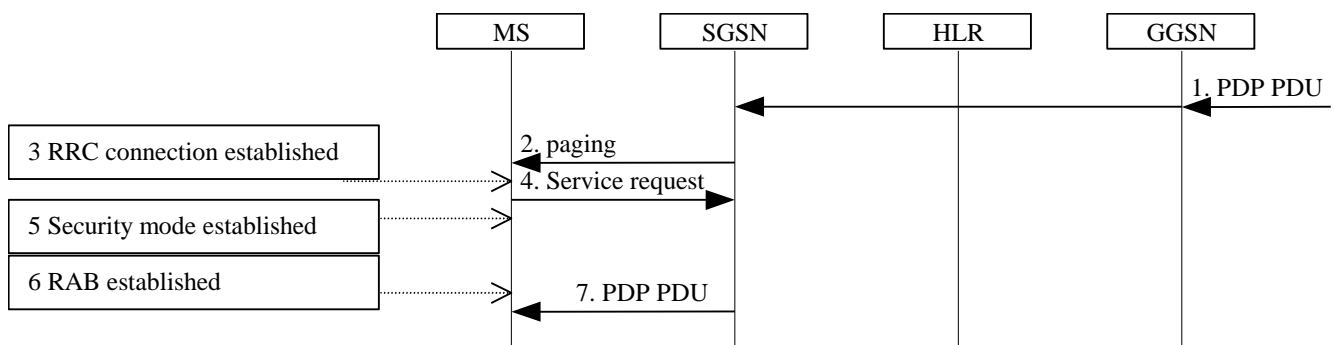 MS
SGSN
HLR
GGSN
1. PDP PDU
2. paging
3 RRC connection established
4. Service request
5 Security mode established
6 RAB established
7. PDP PDU